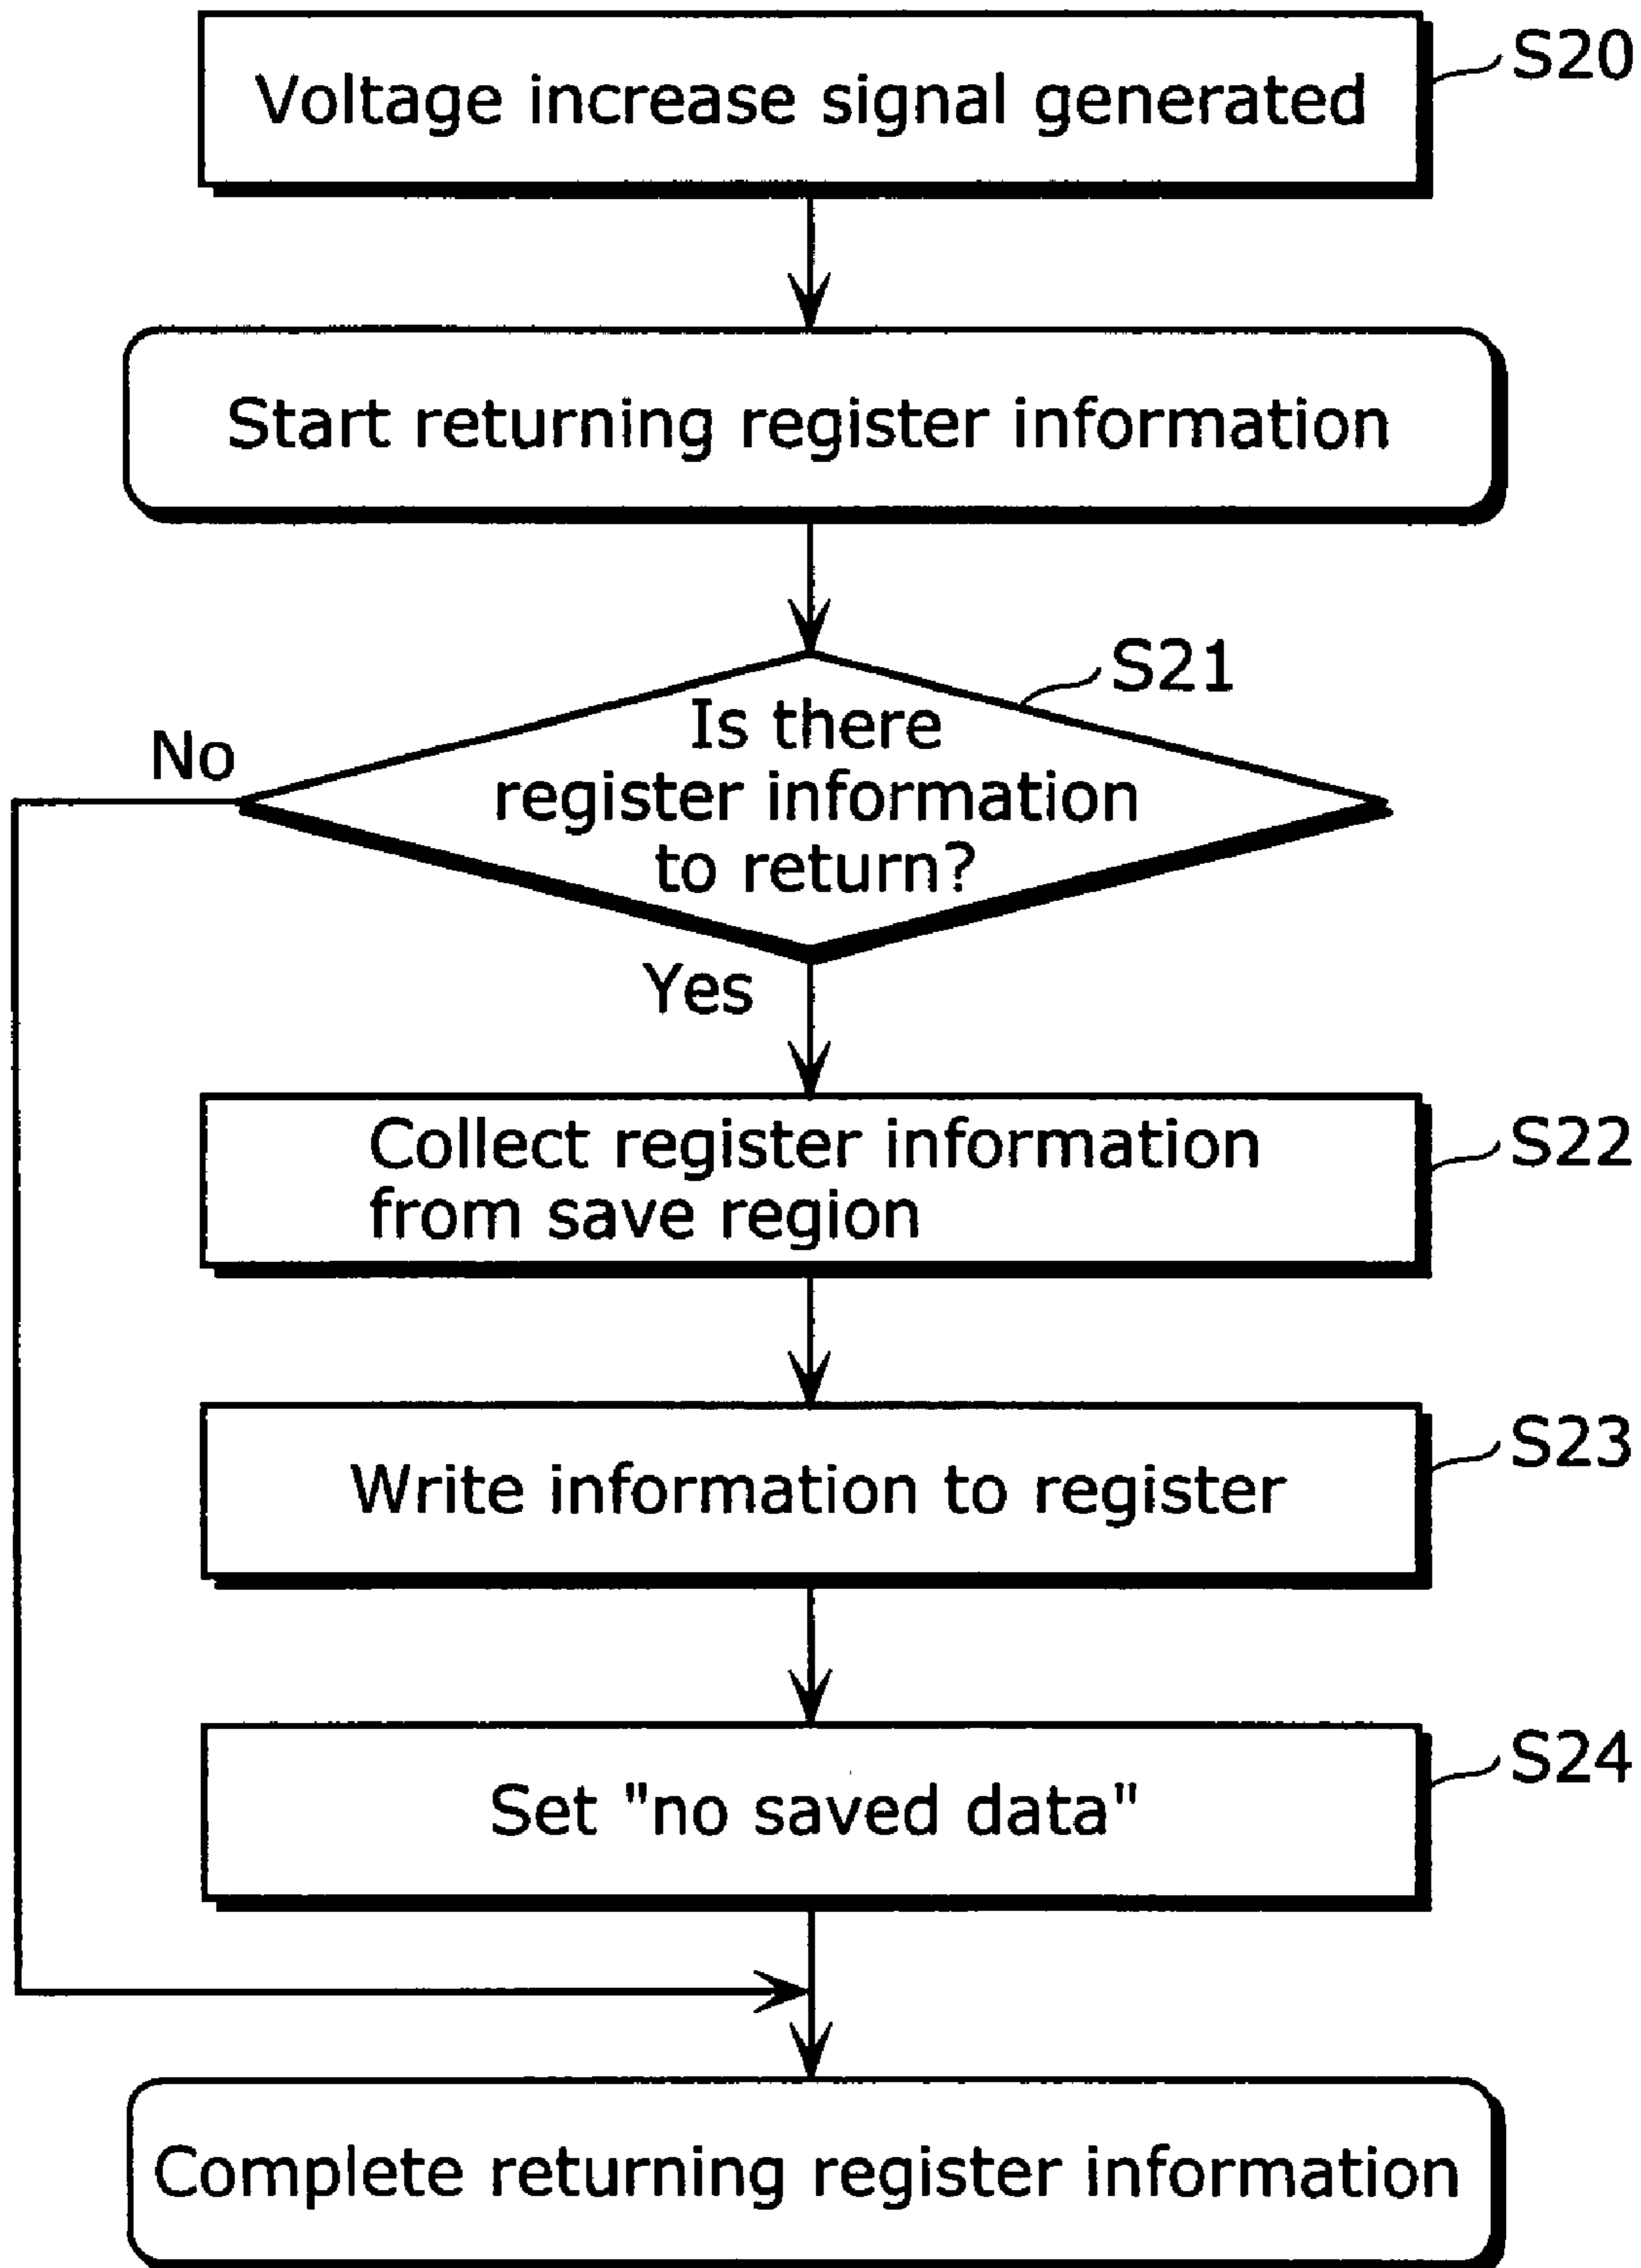 Voltage increase signal generated
S20
Start returning register information
S21
Is there
register information
to return?
No
Yes
Collect register information
from save region
S22
Write information to register
S23
Set "no saved data"
S24
Complete returning register information